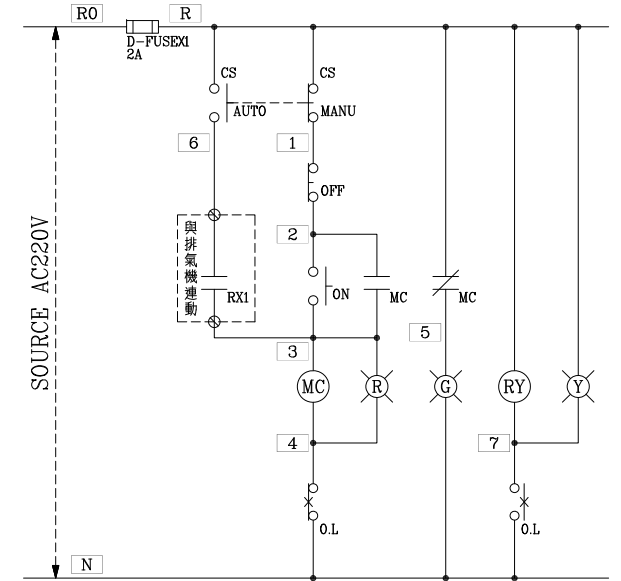 R0
R
D-FUSEX1
2A
CS
CS
AUTO
MANU
6
1
OFF
2
與排氣機連動
RX1
ON
MC
MC
SOURCE AC220V
3
5
MC
R
G
RY
Y
4
7
O.L
O.L
N